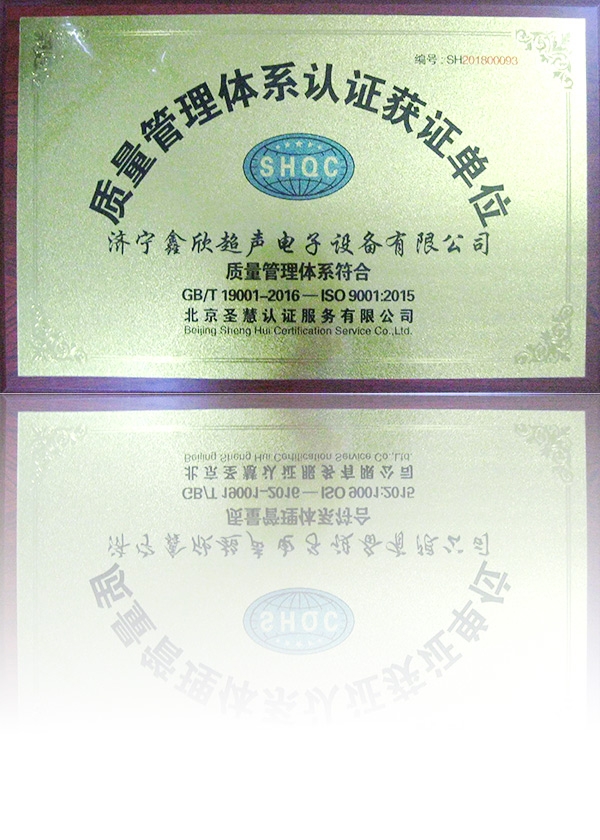 编号:SH201800093
质量管理体系认证获证单位
SHQC
济宁鑫欣超声电子设备有限公司
质量管理体系符合
GB/T 19001-2016—ISO 9001:2015
北京圣慧认证服务有限公司
Beijing Sheng Hui Certification Service Co.,Ltd.